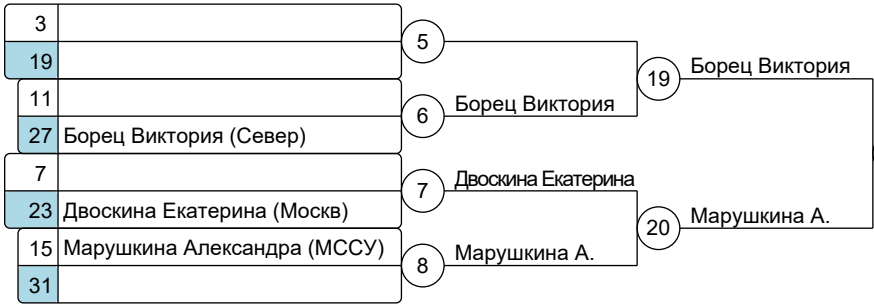 3
5
19
19
Борец Виктория
11
6
Борец Виктория
27 Борец Виктория (Север)
7
7
Двоскина Екатерина
23 Двоскина Екатерина (Москв)
20
Марушкина А.
15 Марушкина Александра (МССУ)
8
Марушкина А.
31